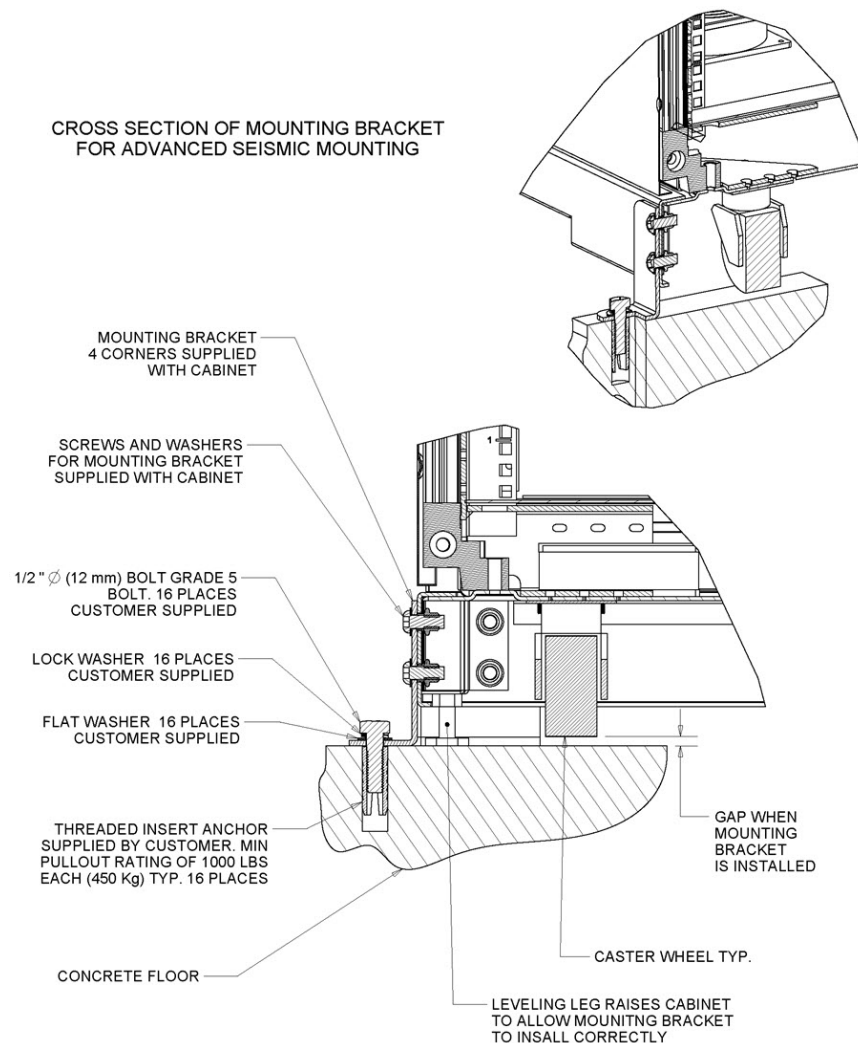 CROSS SECTION OF MOUNTING BRACKET
FOR ADVANCED SEISMIC MOUNTING
MOUNTING BRACKET
4 CORNERS SUPPLIED
WITH CABINET
SCREWS AND WASHERS
FOR MOUNTING BRACKET
SUPPLIED WITH CABINET
1
1/2 " ∅ (12 mm) BOLT GRADE 5
BOLT. 16 PLACES
CUSTOMER SUPPLIED
LOCK WASHER 16 PLACES
CUSTOMER SUPPLIED
FLAT WASHER 16 PLACES
CUSTOMER SUPPLIED
THREADED INSERT ANCHOR
SUPPLIED BY CUSTOMER. MIN
PULLOUT RATING OF 1000 LBS
EACH (450 Kg) TYP. 16 PLACES
GAP WHEN
MOUNTING
BRACKET
IS INSTALLED
CONCRETE FLOOR
CASTER WHEEL TYP.
LEVELING LEG RAISES CABINET
TO ALLOW MOUNITNG BRACKET
TO INSALL CORRECTLY